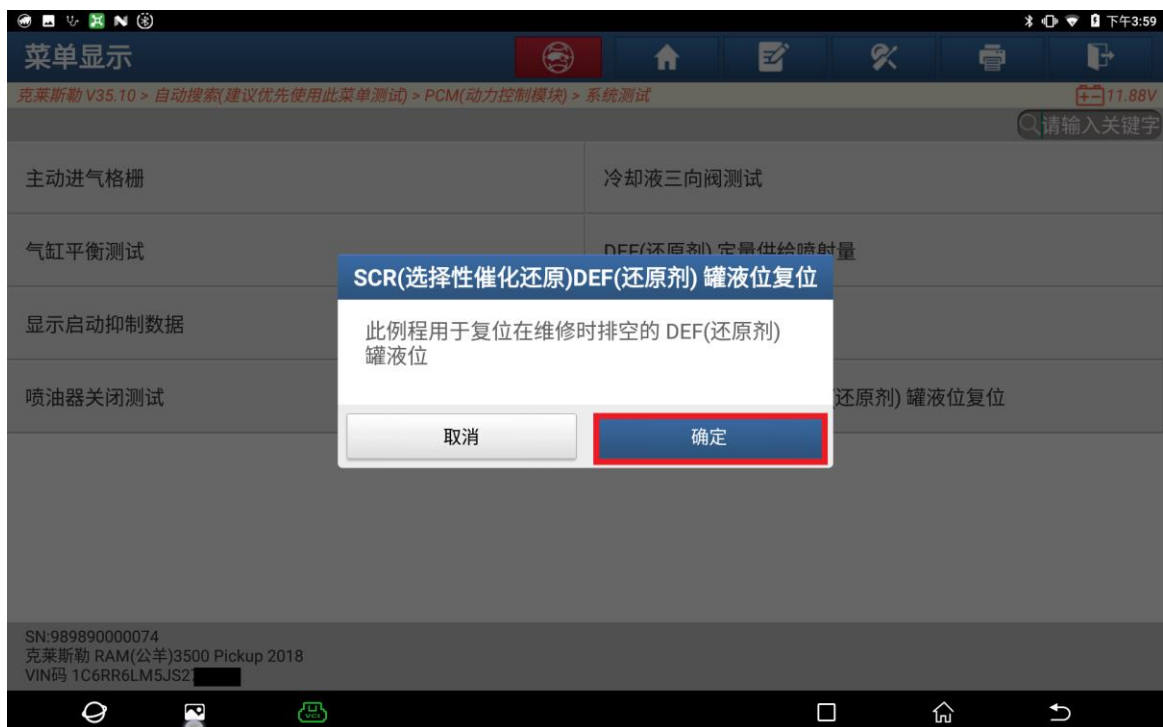 下午3:59
菜单显示
克莱斯勒 V35.10 > 自动搜索(建议优先使用此菜单测试) > PCM(动力控制模块) > 系统测试
11.88V
请输入关键字
主动进气格栅
冷却液三向阀测试
气缸平衡测试
DEF(还原剂) 定量供给喷射量
SCR(选择性催化还原)DEF(还原剂) 罐液位复位
显示启动抑制数据
此例程用于复位在维修时排空的 DEF(还原剂)
罐液位
喷油器关闭测试
还原剂) 罐液位复位
取消
确定
SN:989890000074
克莱斯勒 RAM(公羊)3500 Pickup 2018
VIN码 1C6RR6LM5JS2
VCI